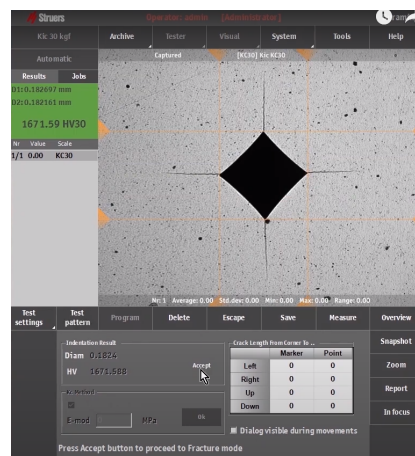 Struers
Operator: admin [Administrator]
Kic 30 kgf
Archive Tester Visual System Tools Help
Automatic
Captured [KC30] Kic KC30
Results Jobs
D1:0.182697 mm
D2:0.182161 mm
1671.59 HV30
Nr Value Scale
1/1 0.00 KC30
Nr: 1 Average: 0.00 Std.dev: 0.00 Min: 0.00 Max: 0.00 Range: 0.00
Test settings Test pattern Program Delete Escape Save Measure Overview
Indentation Result
Diam 0.1824
HV 1671.588
Accept
Kc Method
E-mod MPa
Ok
Crack Length from Corner To ..
Marker Point
Left 0 0
Right 0 0
Up 0 0
Down 0 0
Dialog visible during movements
Snapshot
Zoom
Report
In focus
Press Accept button to proceed to Fracture mode